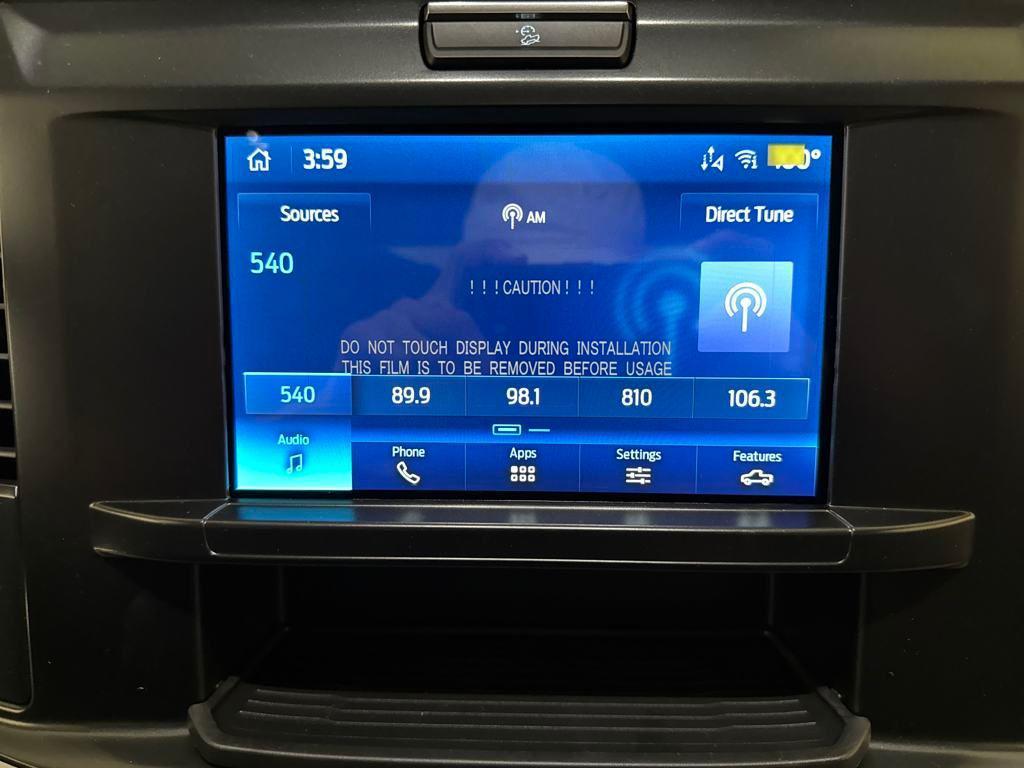 3:59
Sources
AM
Direct Tune
540
! ! ! CAUTION ! ! !
DO NOT TOUCH DISPLAY DURING INSTALLATION
THIS FILM IS TO BE REMOVED BEFORE USAGE
540 89.9 98.1 810 106.3
Audio Phone Apps Settings Features